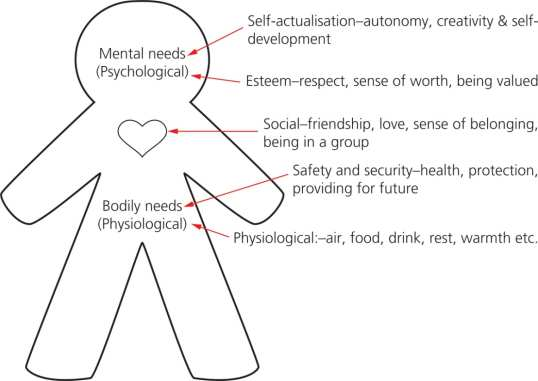 Self-actualisation–autonomy, creativity & self-
development
Mental needs
(Psychological)
Esteem–respect, sense of worth, being valued
Social–friendship, love, sense of belonging,
being in a group
Safety and security–health, protection,
providing for future
Bodily needs
(Physiological)
Physiological:–air, food, drink, rest, warmth etc.